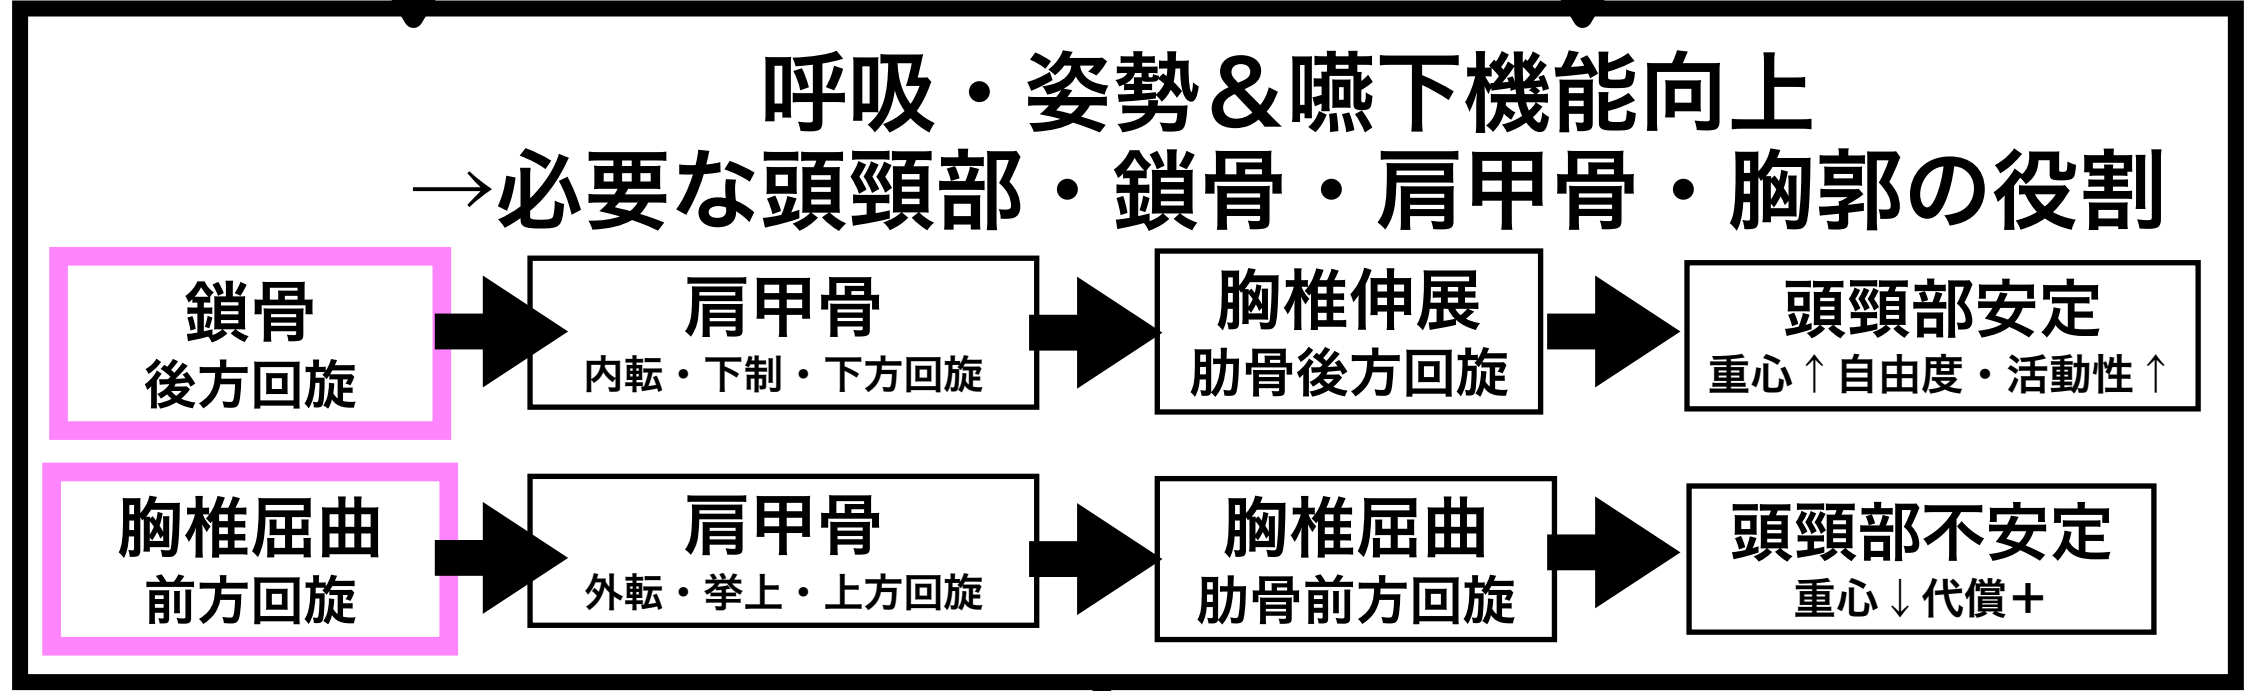 呼吸・姿勢＆嚥下機能向上
→必要な頭頸部・鎖骨・肩甲骨・胸郭の役割
鎖骨
後方回旋
肩甲骨
内転・下制・下方回旋
胸椎伸展
肋骨後方回旋
頭頸部安定
重心↑自由度・活動性↑
胸椎屈曲
前方回旋
肩甲骨
外転・挙上・上方回旋
胸椎屈曲
肋骨前方回旋
頭頸部不安定
重心↓代償＋